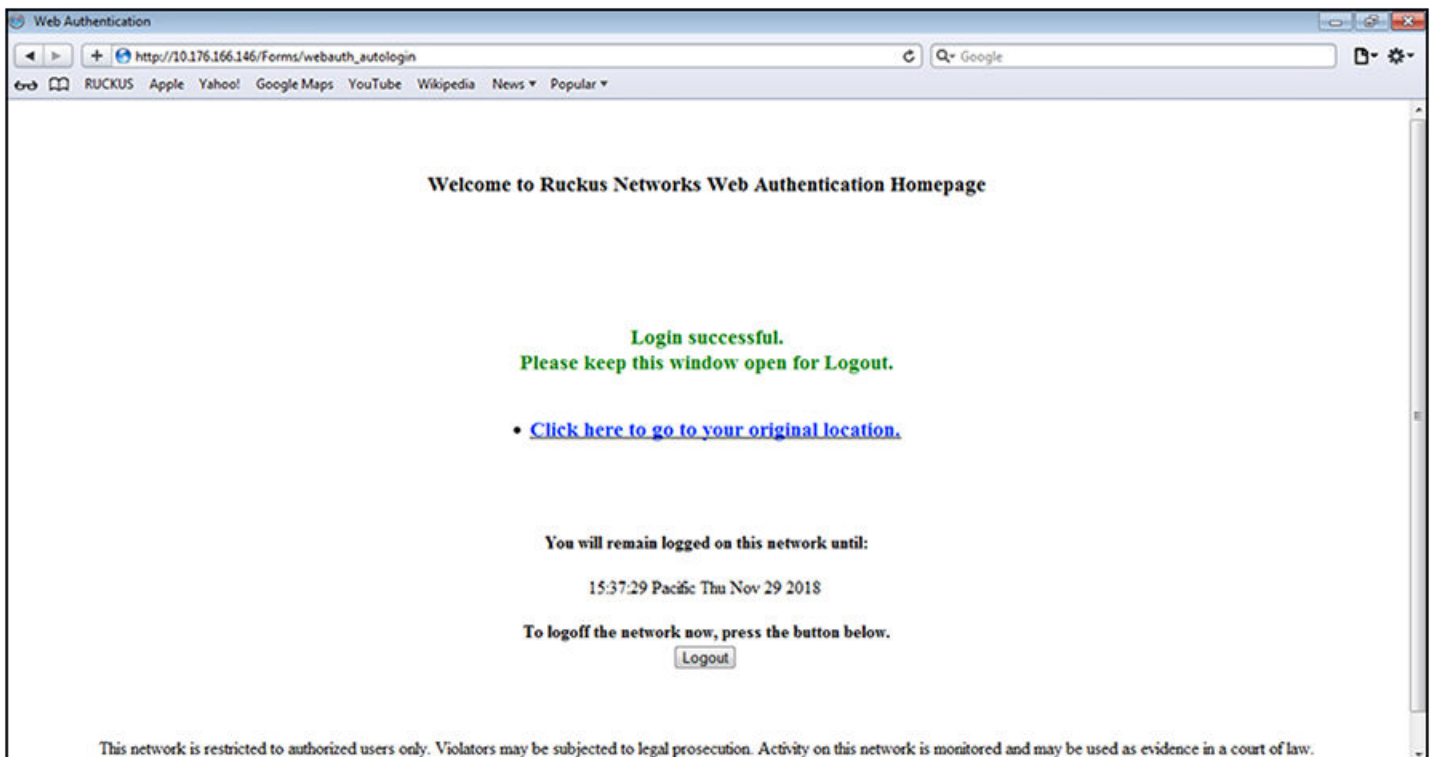 Web Authentication
http://10.176.166.146/Forms/webauth_autologin
Google
RUCKUS Apple Yahoo! Google Maps YouTube Wikipedia News Popular
Welcome to Ruckus Networks Web Authentication Homepage
Login successful.
Please keep this window open for Logout.
• Click here to go to your original location.
You will remain logged on this network until:
15:37:29 Pacific Thu Nov 29 2018
To logoff the network now, press the button below.
Logout
This network is restricted to authorized users only. Violators may be subjected to legal prosecution. Activity on this network is monitored and may be used as evidence in a court of law.